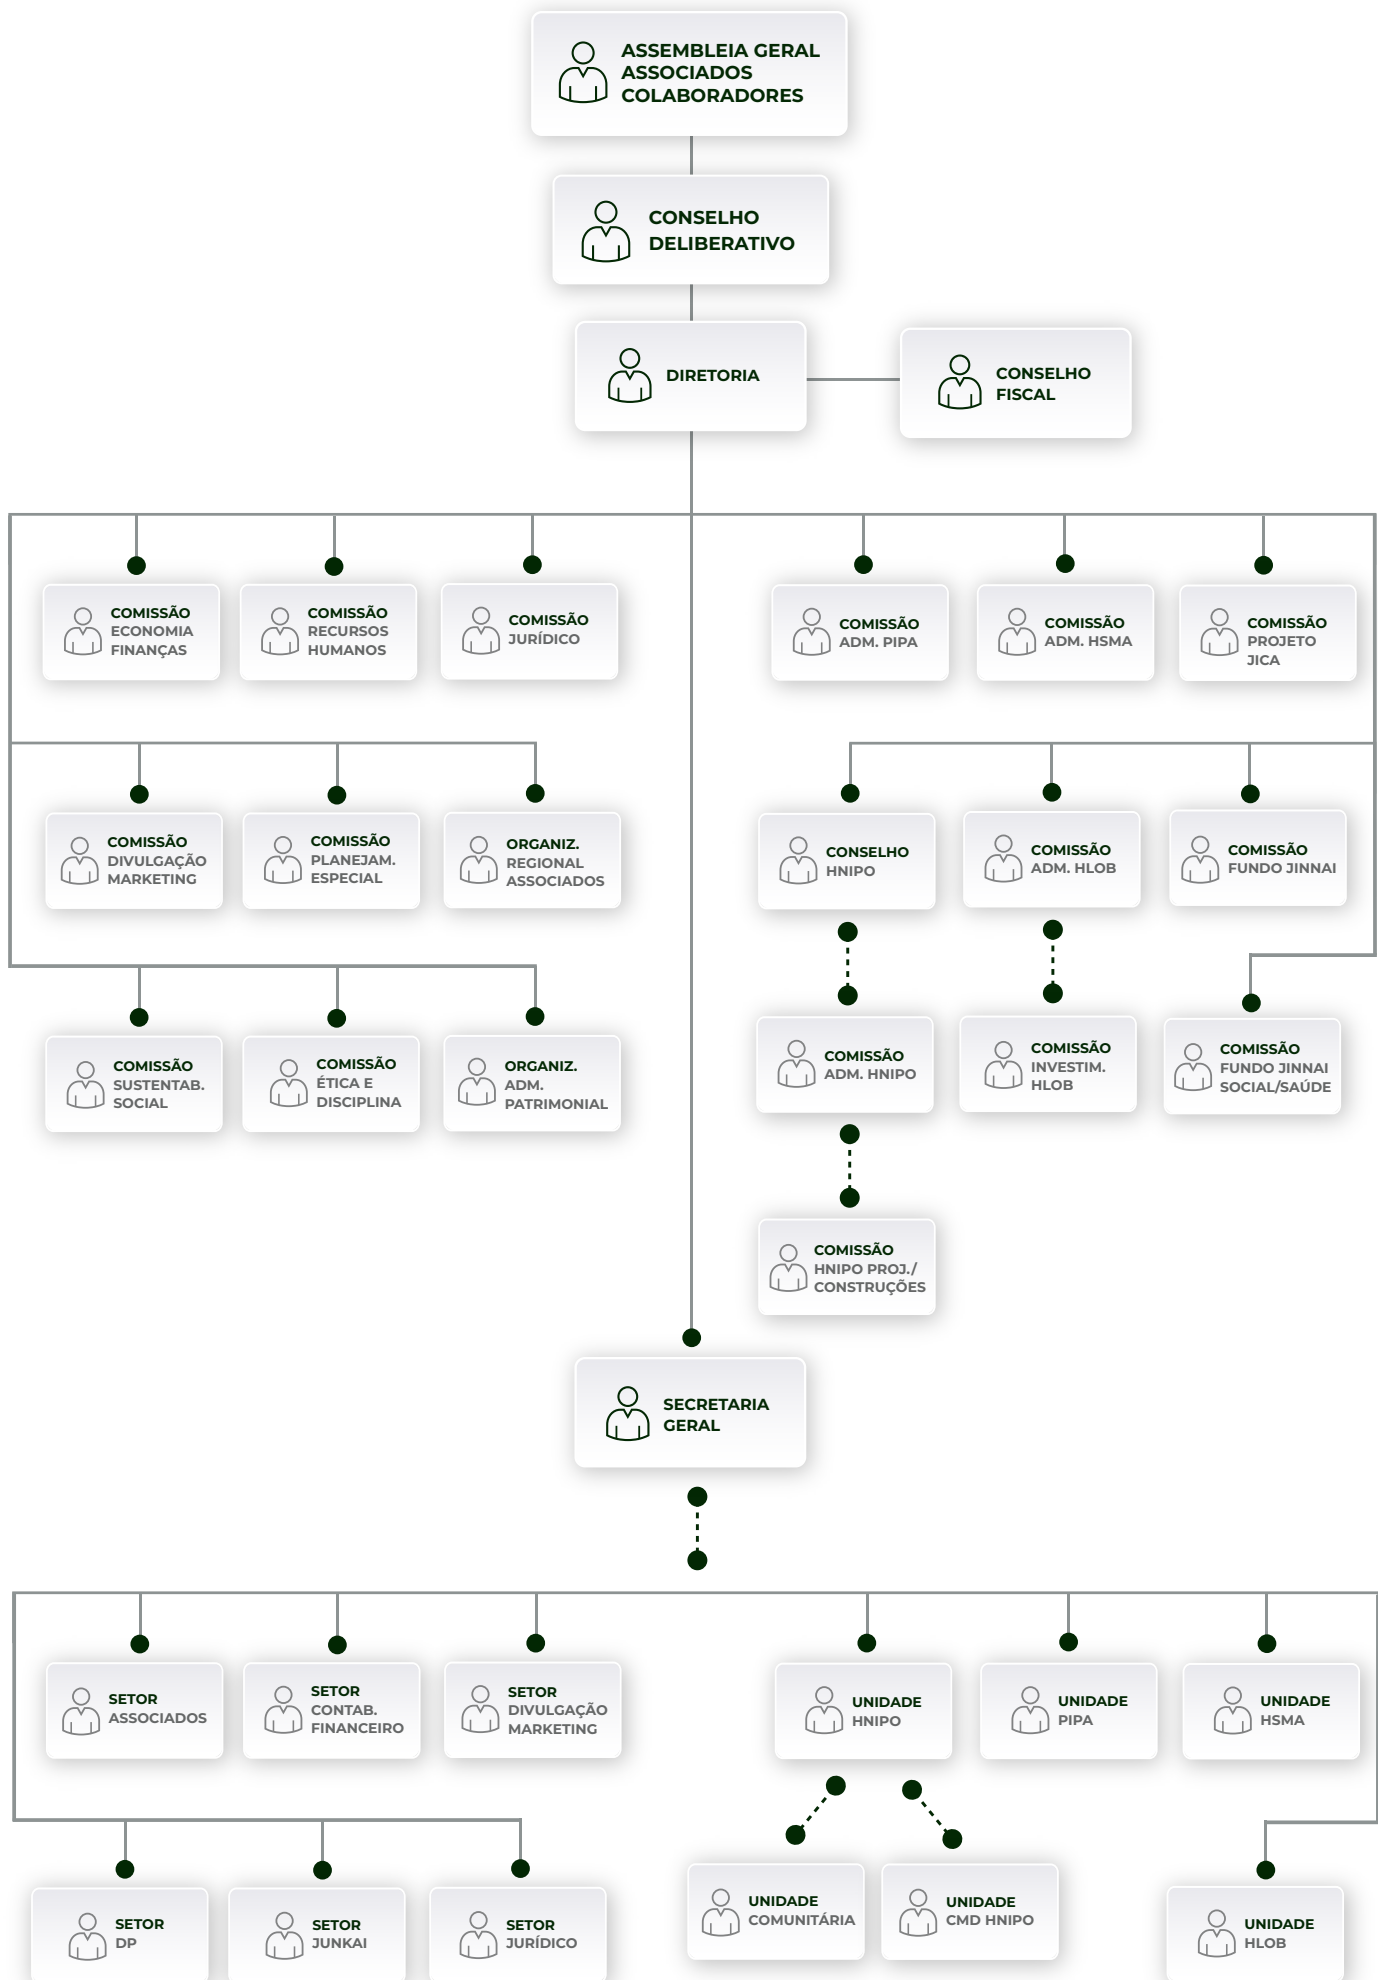 ASSEMBLEIA GERAL
ASSOCIADOS
COLABORADORES
CONSELHO
DELIBERATIVO
DIRETORIA
CONSELHO
FISCAL
COMISSÃO
ECONOMIA
FINANÇAS
COMISSÃO
RECURSOS
HUMANOS
COMISSÃO
JURÍDICO
COMISSÃO
ADM. PIPA
COMISSÃO
ADM. HSMA
COMISSÃO
PROJETO
JICA
COMISSÃO
DIVULGAÇÃO
MARKETING
COMISSÃO
PLANEJAM.
ESPECIAL
ORGANIZ.
REGIONAL
ASSOCIADOS
CONSELHO
HNIPO
COMISSÃO
ADM. HLOB
COMISSÃO
FUNDO JINNAI
COMISSÃO
SUSTENTAB.
SOCIAL
COMISSÃO
ÉTICA E
DISCIPLINA
ORGANIZ.
ADM.
PATRIMONIAL
COMISSÃO
ADM. HNIPO
COMISSÃO
INVESTIM.
HLOB
COMISSÃO
FUNDO JINNAI
SOCIAL/SAÚDE
COMISSÃO
HNIPO PROJ./
CONSTRUÇÕES
SECRETARIA
GERAL
SETOR
ASSOCIADOS
SETOR
CONTAB.
FINANCEIRO
SETOR
DIVULGAÇÃO
MARKETING
UNIDADE
HNIPO
UNIDADE
PIPA
UNIDADE
HSMA
SETOR
DP
SETOR
JUNKAI
SETOR
JURÍDICO
UNIDADE
COMUNITÁRIA
UNIDADE
CMD HNIPO
UNIDADE
HLOB